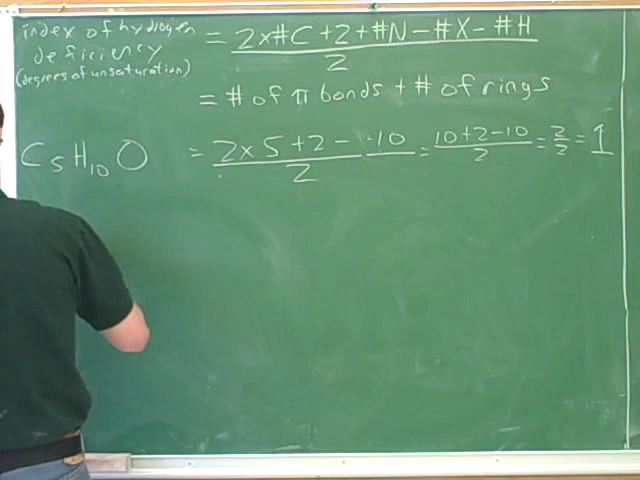 index of hydrogen
deficiency
(degrees of unsaturation)
= 2x#C+2+#N-#X-#H
2
= # of π bonds + # of rings
C5H10O = 2x5+2- -10 = 10+2-10 = 2 = 1
2 2 2